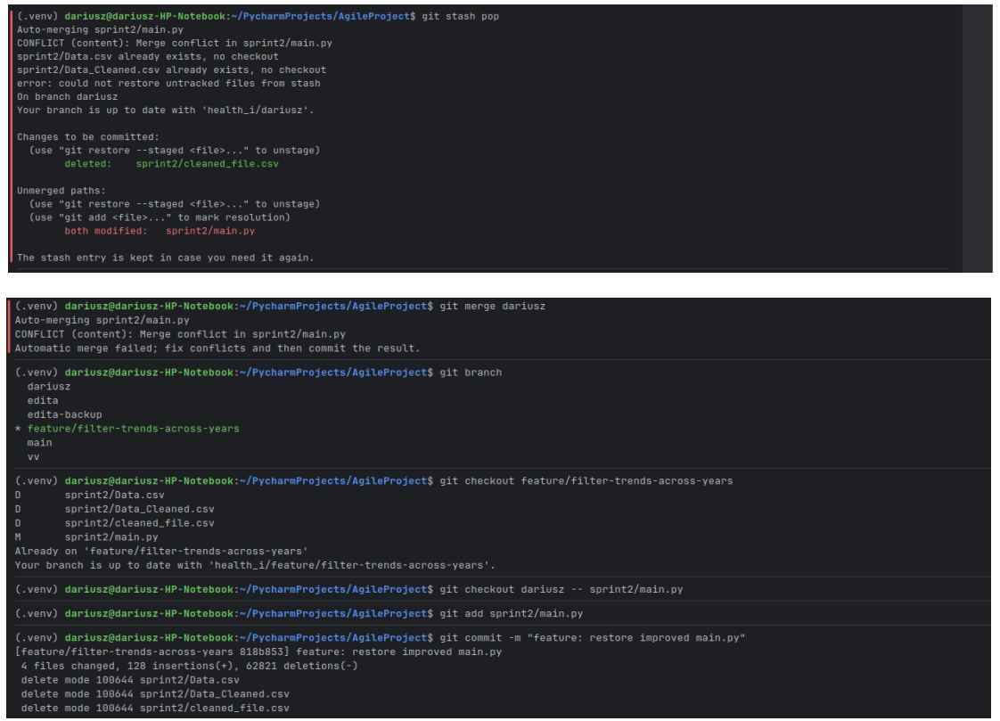 (.venv) dariusz@dariusz-HP-Notebook:~/PycharmProjects/AgileProject$ git stash pop
Auto-merging sprint2/main.py
CONFLICT (content): Merge conflict in sprint2/main.py
sprint2/Data.csv already exists, no checkout
sprint2/Data_Cleaned.csv already exists, no checkout
error: could not restore untracked files from stash
On branch dariusz
Your branch is up to date with 'health_i/dariusz'.
Changes to be committed:
(use "git restore --staged <file>..." to unstage)
deleted:    sprint2/cleaned_file.csv
Unmerged paths:
(use "git restore --staged <file>..." to unstage)
(use "git add <file>..." to mark resolution)
both modified:   sprint2/main.py
The stash entry is kept in case you need it again.
(.venv) dariusz@dariusz-HP-Notebook:~/PycharmProjects/AgileProject$ git merge dariusz
Auto-merging sprint2/main.py
CONFLICT (content): Merge conflict in sprint2/main.py
Automatic merge failed; fix conflicts and then commit the result.
(.venv) dariusz@dariusz-HP-Notebook:~/PycharmProjects/AgileProject$ git branch
dariusz
edita
edita-backup
* feature/filter-trends-across-years
main
vv
(.venv) dariusz@dariusz-HP-Notebook:~/PycharmProjects/AgileProject$ git checkout feature/filter-trends-across-years
D       sprint2/Data.csv
D       sprint2/Data_Cleaned.csv
D       sprint2/cleaned_file.csv
M       sprint2/main.py
Already on 'feature/filter-trends-across-years'
Your branch is up to date with 'health_i/feature/filter-trends-across-years'.
(.venv) dariusz@dariusz-HP-Notebook:~/PycharmProjects/AgileProject$ git checkout dariusz -- sprint2/main.py
(.venv) dariusz@dariusz-HP-Notebook:~/PycharmProjects/AgileProject$ git add sprint2/main.py
(.venv) dariusz@dariusz-HP-Notebook:~/PycharmProjects/AgileProject$ git commit -m "feature: restore improved main.py"
[feature/filter-trends-across-years 818b853] feature: restore improved main.py
4 files changed, 128 insertions(+), 62821 deletions(-)
delete mode 100644 sprint2/Data.csv
delete mode 100644 sprint2/Data_Cleaned.csv
delete mode 100644 sprint2/cleaned_file.csv